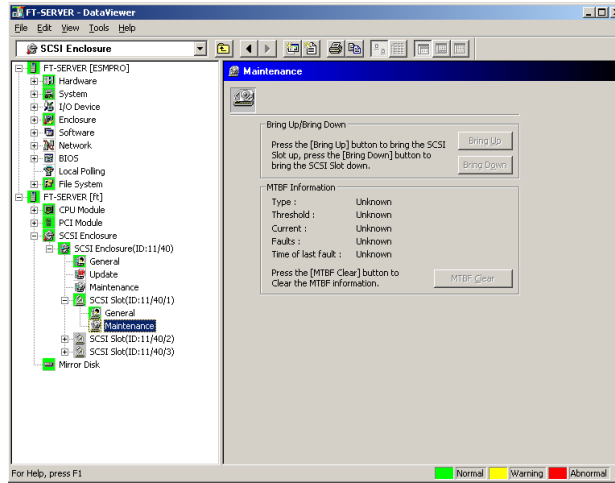 FT-SERVER - DataViewer
File Edit View Tools Help
SCSI Enclosure
FT-SERVER [ESMPRO]
Hardware
System
I/O Device
Enclosure
Software
Network
BIOS
Local Polling
File System
FT-SERVER [ft]
CPU Module
PCI Module
SCSI Enclosure
SCSI Enclosure(ID:11/40)
General
Update
Maintenance
SCSI Slot(ID:11/40/1)
General
Maintenance
SCSI Slot(ID:11/40/2)
SCSI Slot(ID:11/40/3)
Mirror Disk
Maintenance
Bring Up/Bring Down
Press the [Bring Up] button to bring the SCSI
Slot up, press the [Bring Down] button to
bring the SCSI Slot down.
Bring Up
Bring Down
MTBF Information
Type : Unknown
Threshold : Unknown
Current : Unknown
Faults : Unknown
Time of last fault : Unknown
Press the [MTBF Clear] button to
Clear the MTBF information.
MTBF Clear
For Help, press F1
Normal Warning Abnormal